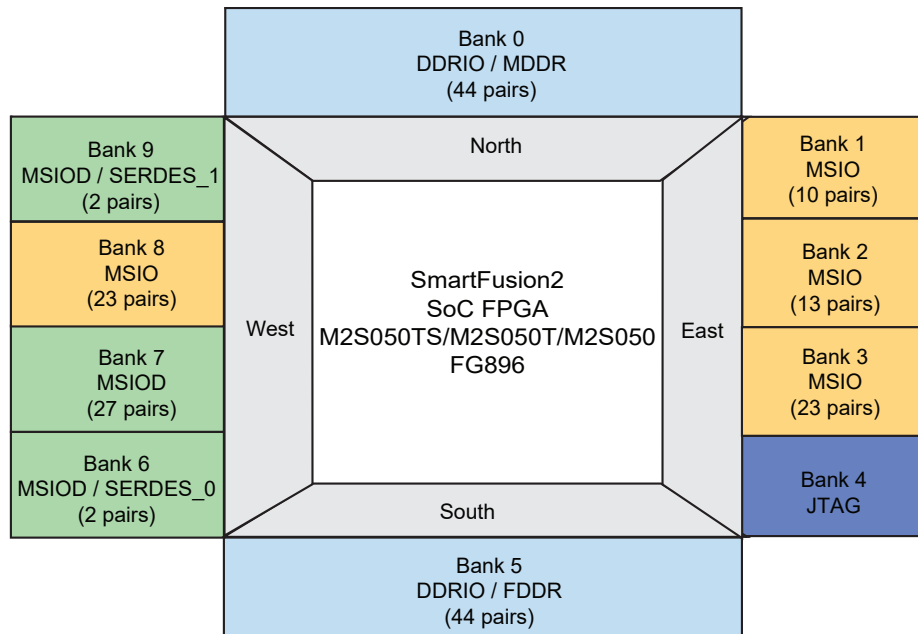 Bank 0
DDRIO / MDDR
(44 pairs)
Bank 9
MSIOD / SERDES_1
(2 pairs)
Bank 8
MSIO
(23 pairs)
Bank 7
MSIOD
(27 pairs)
Bank 6
MSIOD / SERDES_0
(2 pairs)
North
West
SmartFusion2
SoC FPGA
M2S050TS/M2S050T/M2S050
FG896
East
South
Bank 1
MSIO
(10 pairs)
Bank 2
MSIO
(13 pairs)
Bank 3
MSIO
(23 pairs)
Bank 4
JTAG
Bank 5
DDRIO / FDDR
(44 pairs)